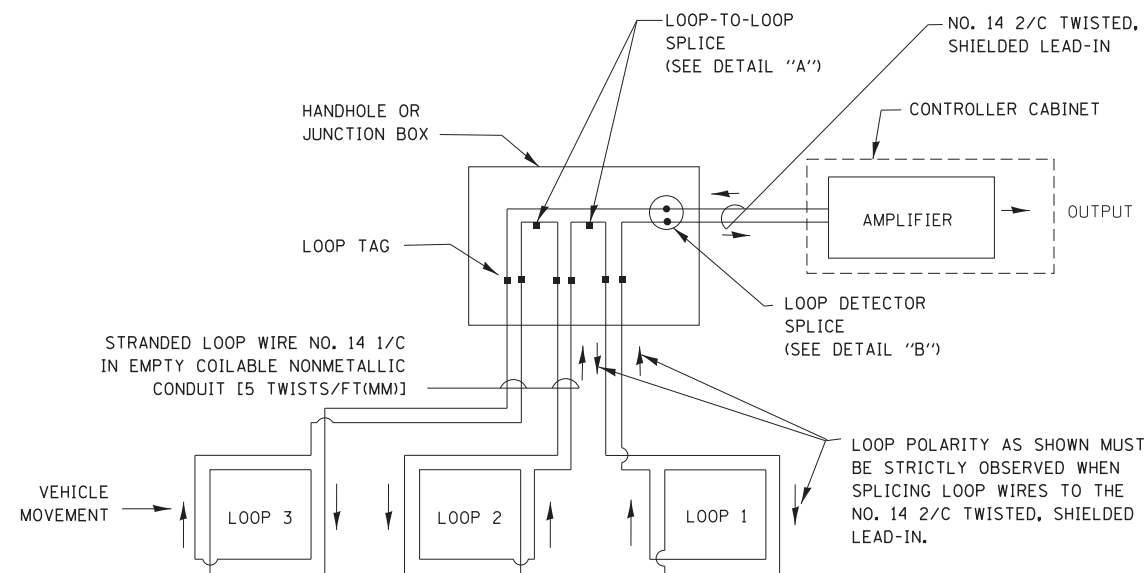 LOOP-TO-LOOP
SPLICE
(SEE DETAIL ''A'')
NO. 14 2/C TWISTED,
SHIELDED LEAD-IN
HANDHOLE OR
JUNCTION BOX
CONTROLLER CABINET
AMPLIFIER
OUTPUT
LOOP TAG
LOOP DETECTOR
SPLICE
(SEE DETAIL ''B'')
STRANDED LOOP WIRE NO. 14 1/C
IN EMPTY COILABLE NONMETALLIC
CONDUIT [5 TWISTS/FT(MM)]
LOOP POLARITY AS SHOWN MUST
BE STRICTLY OBSERVED WHEN
SPLICING LOOP WIRES TO THE
NO. 14 2/C TWISTED, SHIELDED
LEAD-IN.
VEHICLE
MOVEMENT
LOOP 3
LOOP 2
LOOP 1